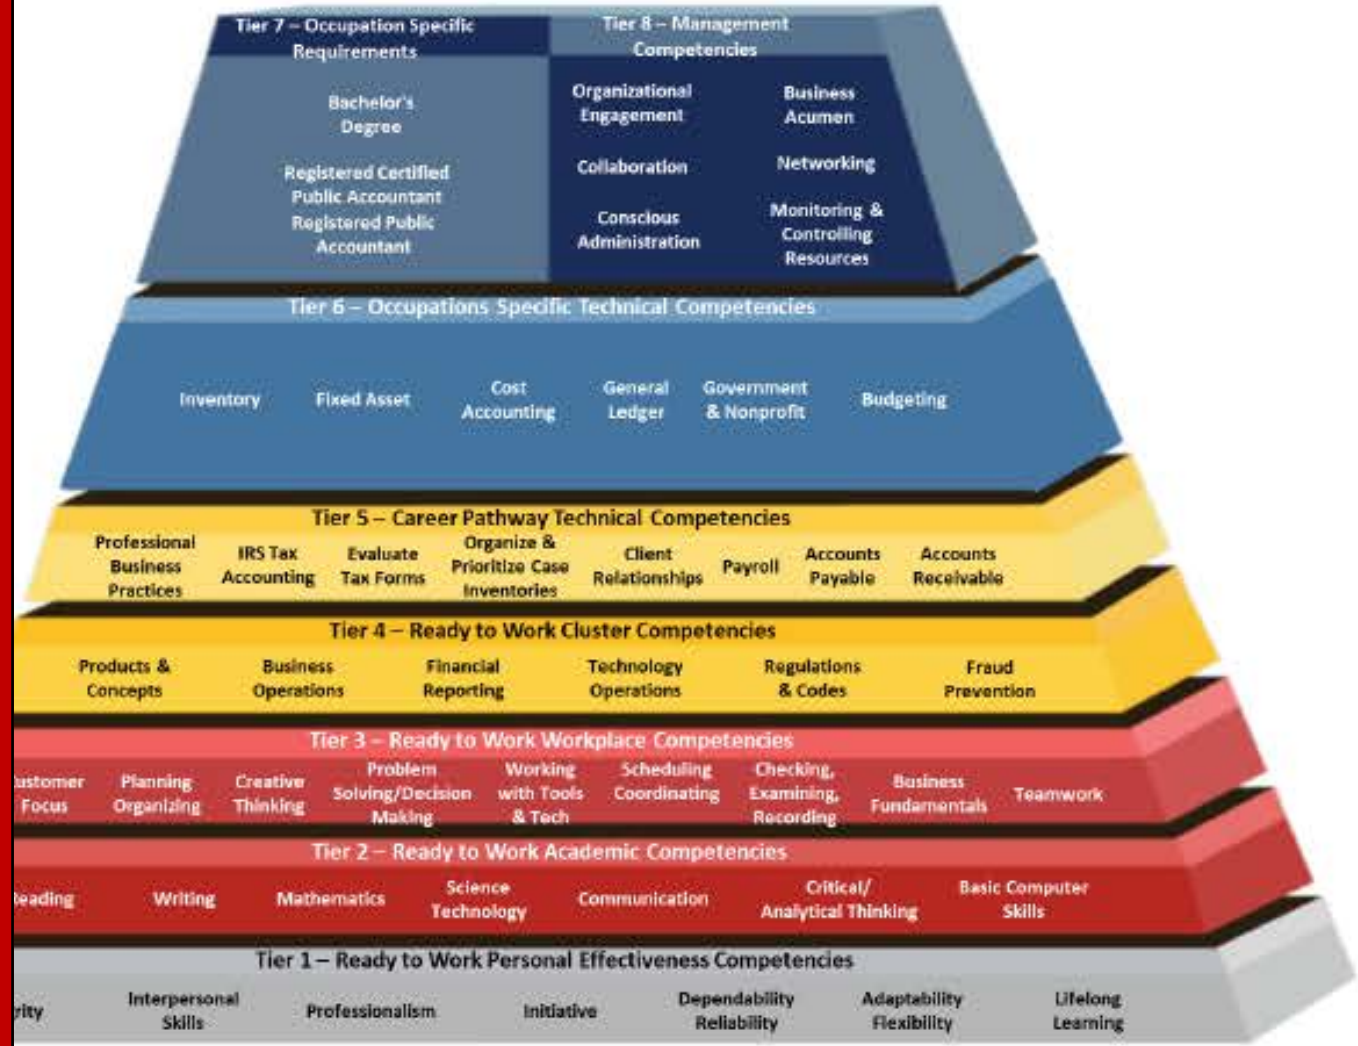 Tier 7 – Occupation Specific
Requirements
Bachelor's
Degree
Registered Certified
Public Accountant
Registered Public
Accountant
Tier 8 – Management
Competencies
Organizational
Engagement
Business
Acumen
Collaboration
Networking
Conscious
Administration
Monitoring &
Controlling
Resources
Tier 6 – Occupations Specific Technical Competencies
Inventory
Fixed Asset
Cost
Accounting
General
Ledger
Government
& Nonprofit
Budgeting
Tier 5 – Career Pathway Technical Competencies
Professional
Business
Practices
IRS Tax
Accounting
Evaluate
Tax Forms
Organize &
Prioritize Case
Inventories
Client
Relationships
Payroll
Accounts
Payable
Accounts
Receivable
Tier 4 – Ready to Work Cluster Competencies
Products &
Concepts
Business
Operations
Financial
Reporting
Technology
Operations
Regulations
& Codes
Fraud
Prevention
Tier 3 – Ready to Work Workplace Competencies
ustomer
Focus
Planning
Organizing
Creative
Thinking
Problem
Solving/Decision
Making
Working
with Tools
& Tech
Scheduling
Coordinating
Checking,
Examining,
Recording
Business
Fundamentals
Teamwork
Tier 2 – Ready to Work Academic Competencies
eading
Writing
Mathematics
Science
Technology
Communication
Critical/
Analytical Thinking
Basic Computer
Skills
Tier 1 – Ready to Work Personal Effectiveness Competencies
rity
Interpersonal
Skills
Professionalism
Initiative
Dependability
Reliability
Adaptability
Flexibility
Lifelong
Learning